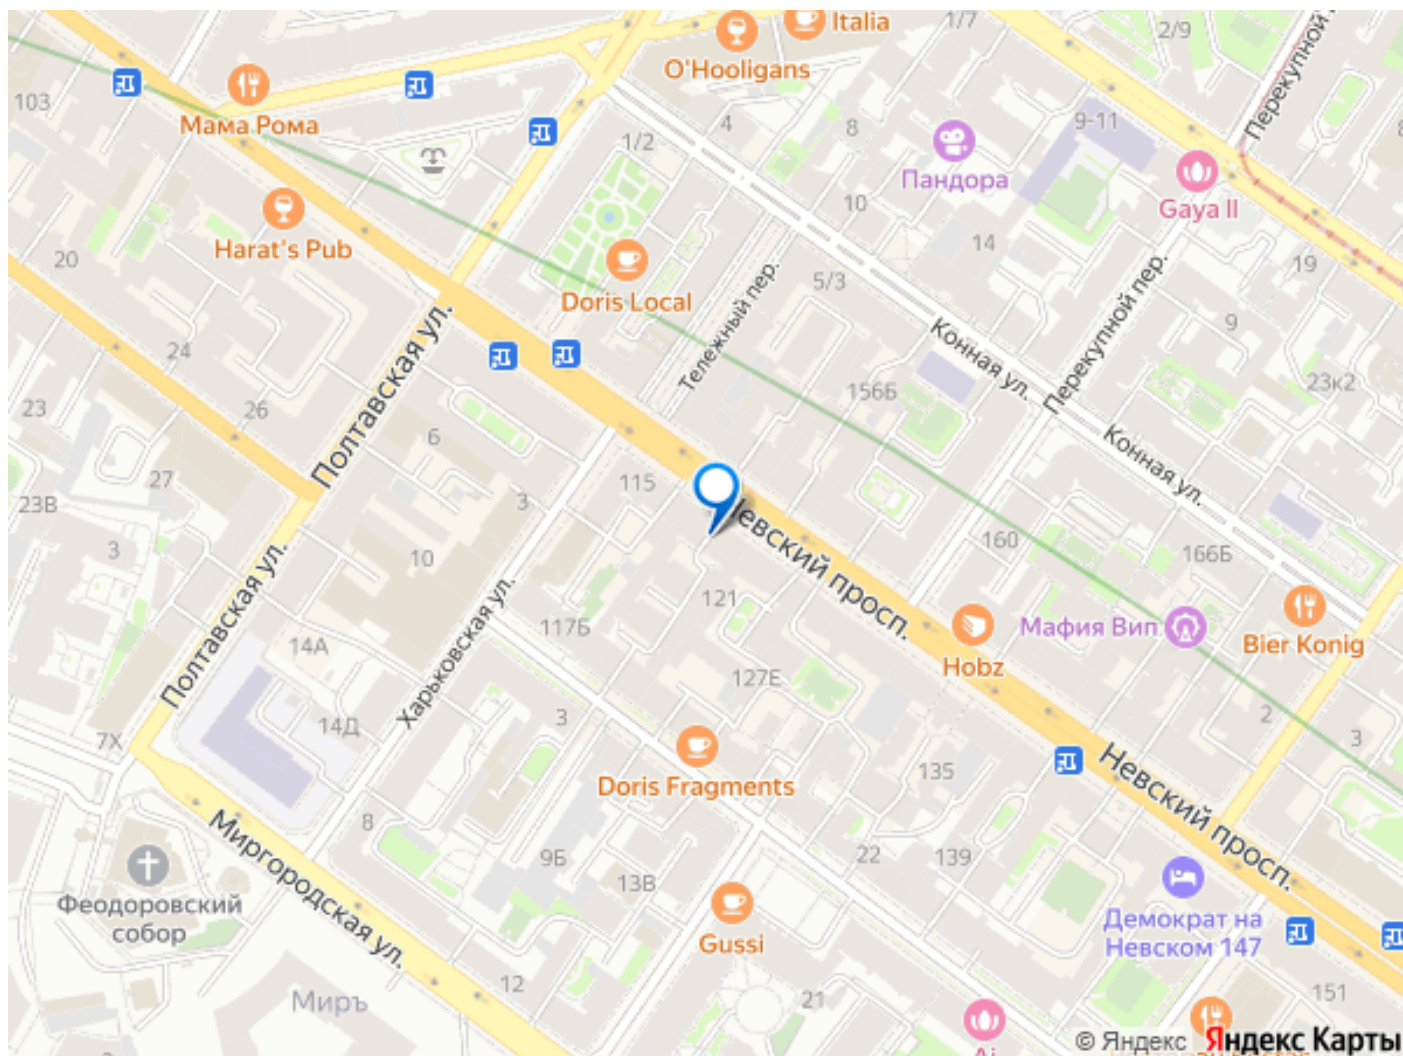 Italia
1/7
2/9
O'Hooligans
103
Мама Рома
1/2
4
8
9-11
Перекупной
Пандора
Gaya II
10
14
19
Harat's Pub
20
Doris Local
5/3
Тележный пер.
Перекупной пер.
9
Конная ул.
24
Полтавская ул.
23
26
6
156Б
23к2
Конная ул.
27
23В
3
115
Невский просп.
3
10
160
166Б
Полтавская ул.
121
117Б
Харьковская ул.
Мафия Вип
Bier Konig
Hobz
14А
127Е
14Д
3
2
3
7Х
Doris Fragments
135
Невский просп.
8
Миргородская ул.
9Б
13В
22
139
Феодоровский
собор
Gussi
Демократ на
Невском 147
12
Миръ
21
151
Ai
© Яндекс Яндекс Карты